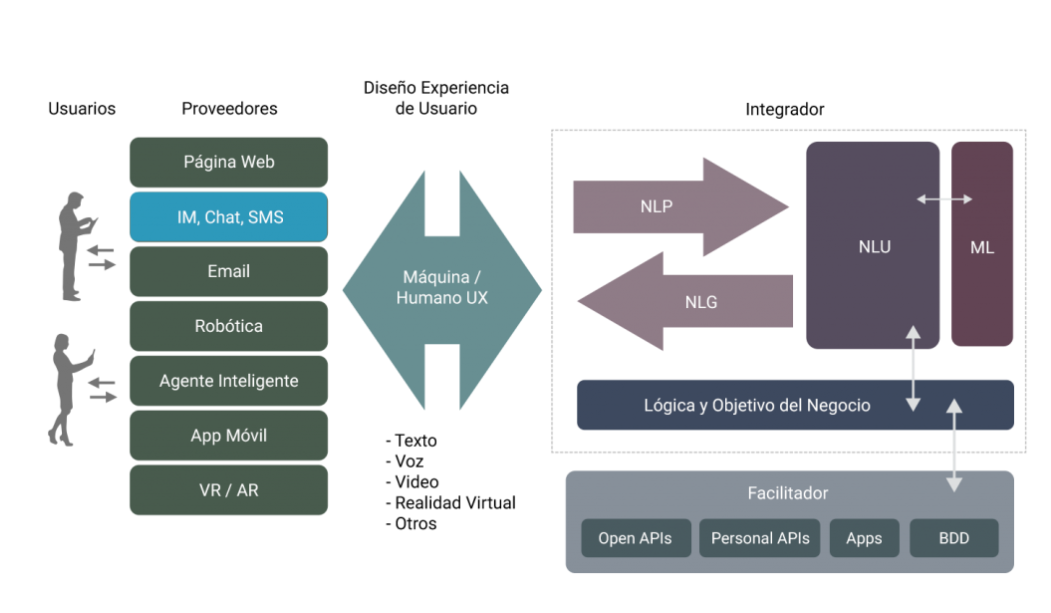 Usuarios
Proveedores
Diseño Experiencia
de Usuario
Integrador
Página Web
IM, Chat, SMS
Email
Robótica
Agente Inteligente
App Móvil
VR / AR
Máquina /
Humano UX
- Texto
- Voz
- Video
- Realidad Virtual
- Otros
NLP
NLG
NLU
ML
Lógica y Objetivo del Negocio
Facilitador
Open APIs
Personal APIs
Apps
BDD